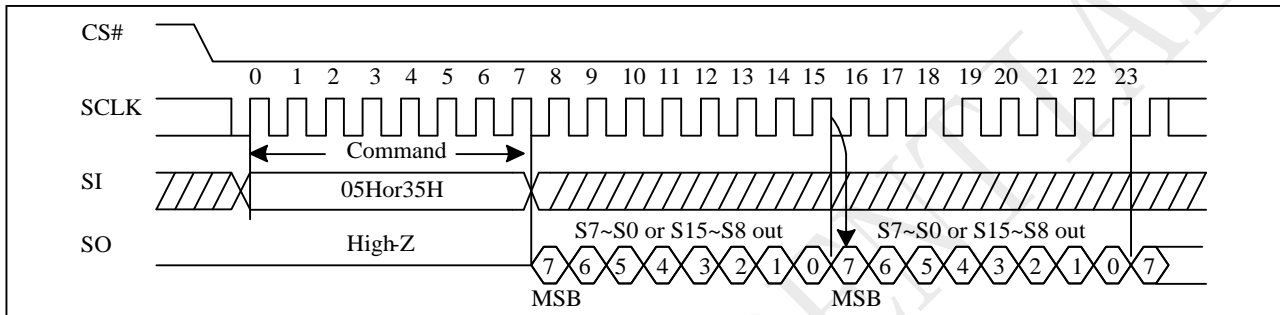 CS#
0 1 2 3 4 5 6 7 8 9 10 11 12 13 14 15 16 17 18 19 20 21 22 23
SCLK
Command
SI
05Hor35H
S7~S0 or S15~S8 out S7~S0 or S15~S8 out
SO
High-Z
7 6 5 4 3 2 1 0 7 6 5 4 3 2 1 0 7
MSB MSB